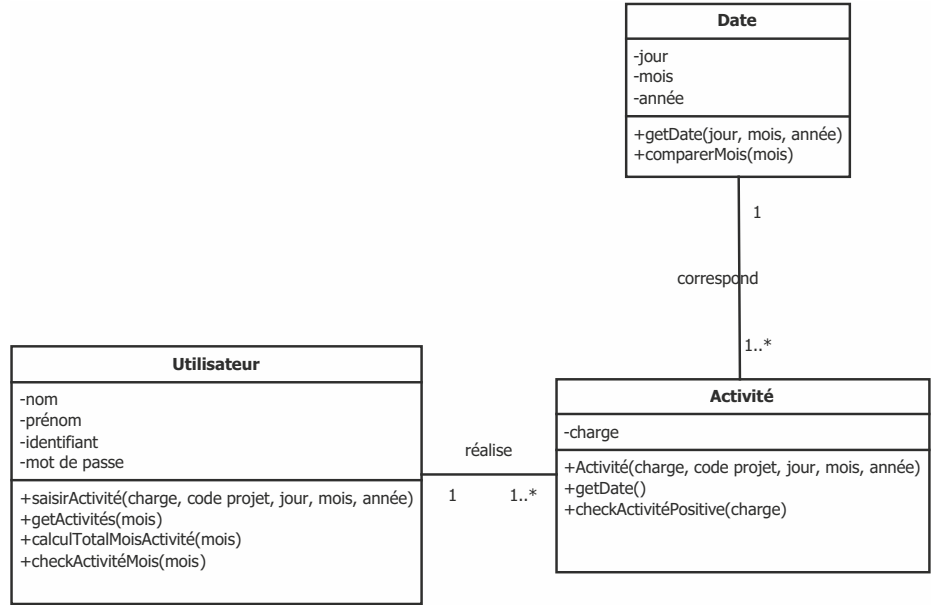 Date
-jour
-mois
-année
+getDate(jour, mois, année)
+comparerMois(mois)
1
correspond
1..*
Utilisateur
-nom
-prénom
-identifiant
-mot de passe
+saisirActivité(charge, code projet, jour, mois, année)
+getActivités(mois)
+calculTotalMoisActivité(mois)
+checkActivitéMois(mois)
réalise
1
1..*
Activité
-charge
+Activité(charge, code projet, jour, mois, année)
+getDate()
+checkActivitéPositive(charge)